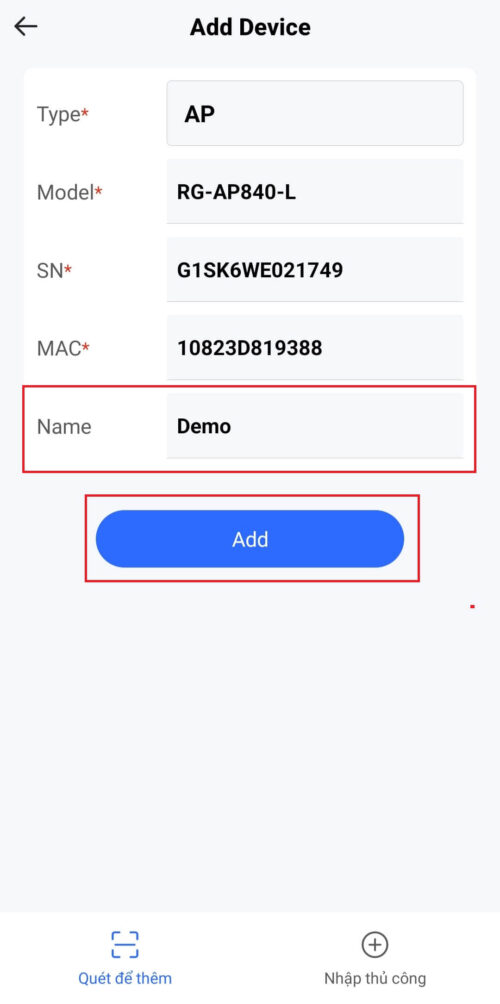 Add Device
Type* AP
Model* RG-AP840-L
SN* G1SK6WE021749
MAC* 10823D819388
Name Demo
Add
Quét để thêm Nhập thủ công